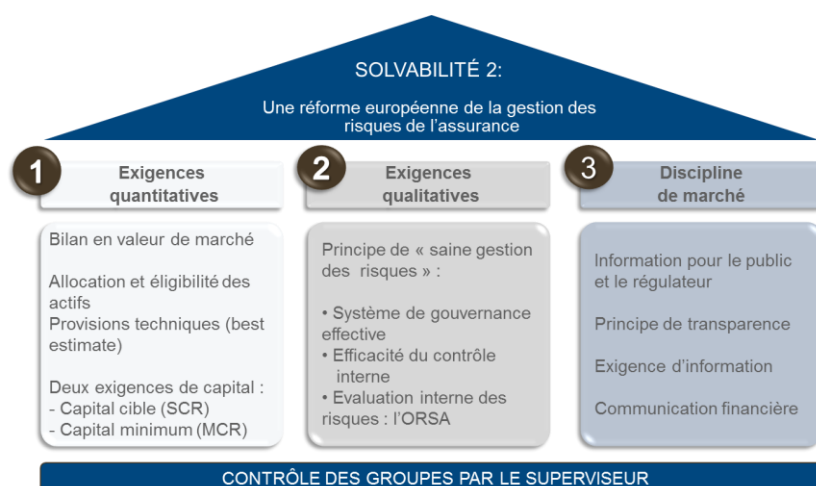 SOLVABILITÉ 2:
Une réforme européenne de la gestion des
risques de l'assurance
1
Exigences
quantitatives
Bilan en valeur de marché
Allocation et éligibilité des
actifs
Provisions techniques (best
estimate)
Deux exigences de capital :
- Capital cible (SCR)
- Capital minimum (MCR)
2
Exigences
qualitatives
Principe de « saine gestion
des risques » :
• Système de gouvernance
effective
• Efficacité du contrôle
interne
• Evaluation interne des
risques : l'ORSA
3
Discipline
de marché
Information pour le public
et le régulateur
Principe de transparence
Exigence d'information
Communication financière
CONTRÔLE DES GROUPES PAR LE SUPERVISEUR